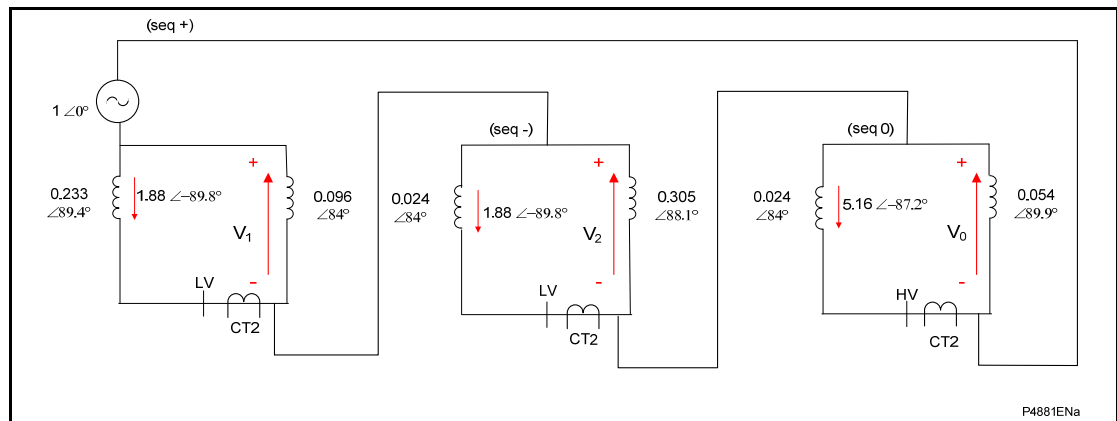 (seq +)
1 ∠0°
0.233
∠89.4°
1.88 ∠−89.8°
+
V1
−
0.096
∠84°
LV
CT2
(seq -)
0.024
∠84°
1.88 ∠−89.8°
+
V2
−
0.305
∠88.1°
LV
CT2
(seq 0)
0.024
∠84°
5.16 ∠−87.2°
+
V0
−
0.054
∠89.9°
HV
CT2
P4881ENa